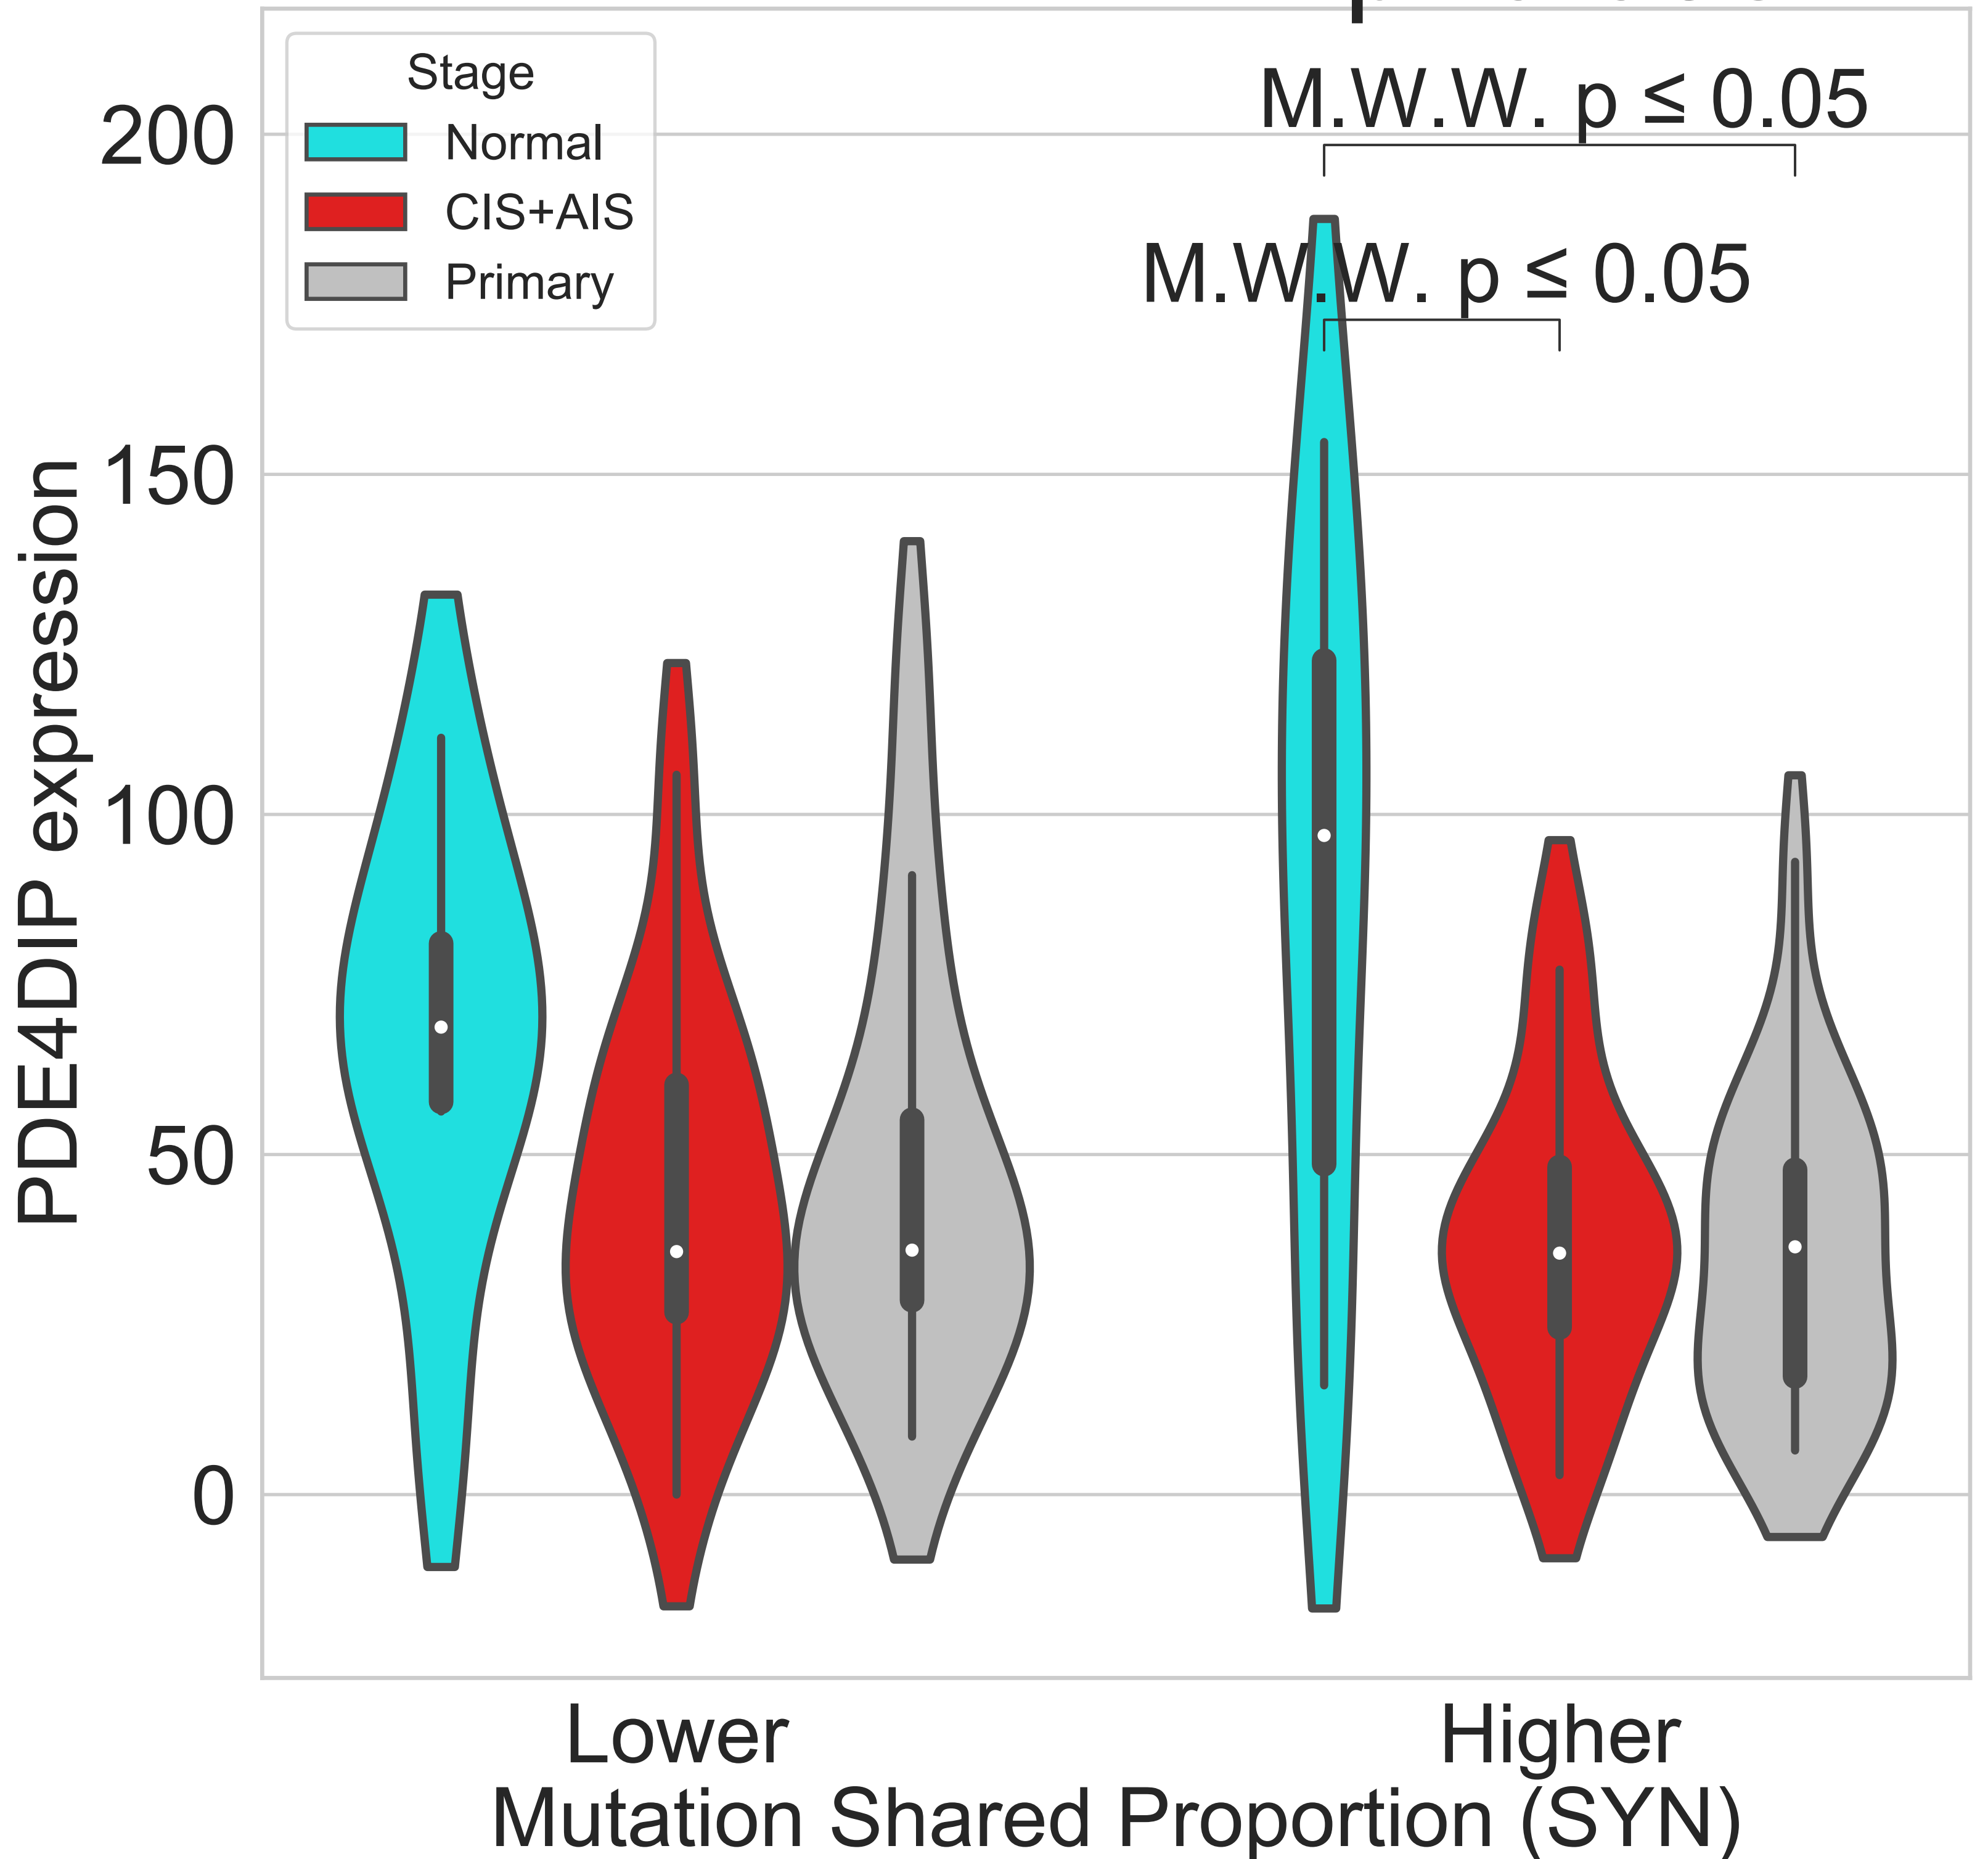 M.W.W. p ≤ 0.05
Stage
Normal
CIS+AIS
Primary
M.W.W. p ≤ 0.05
200
150
100
50
0
PDE4DIP expression
Lower
Higher
Mutation Shared Proportion (SYN)